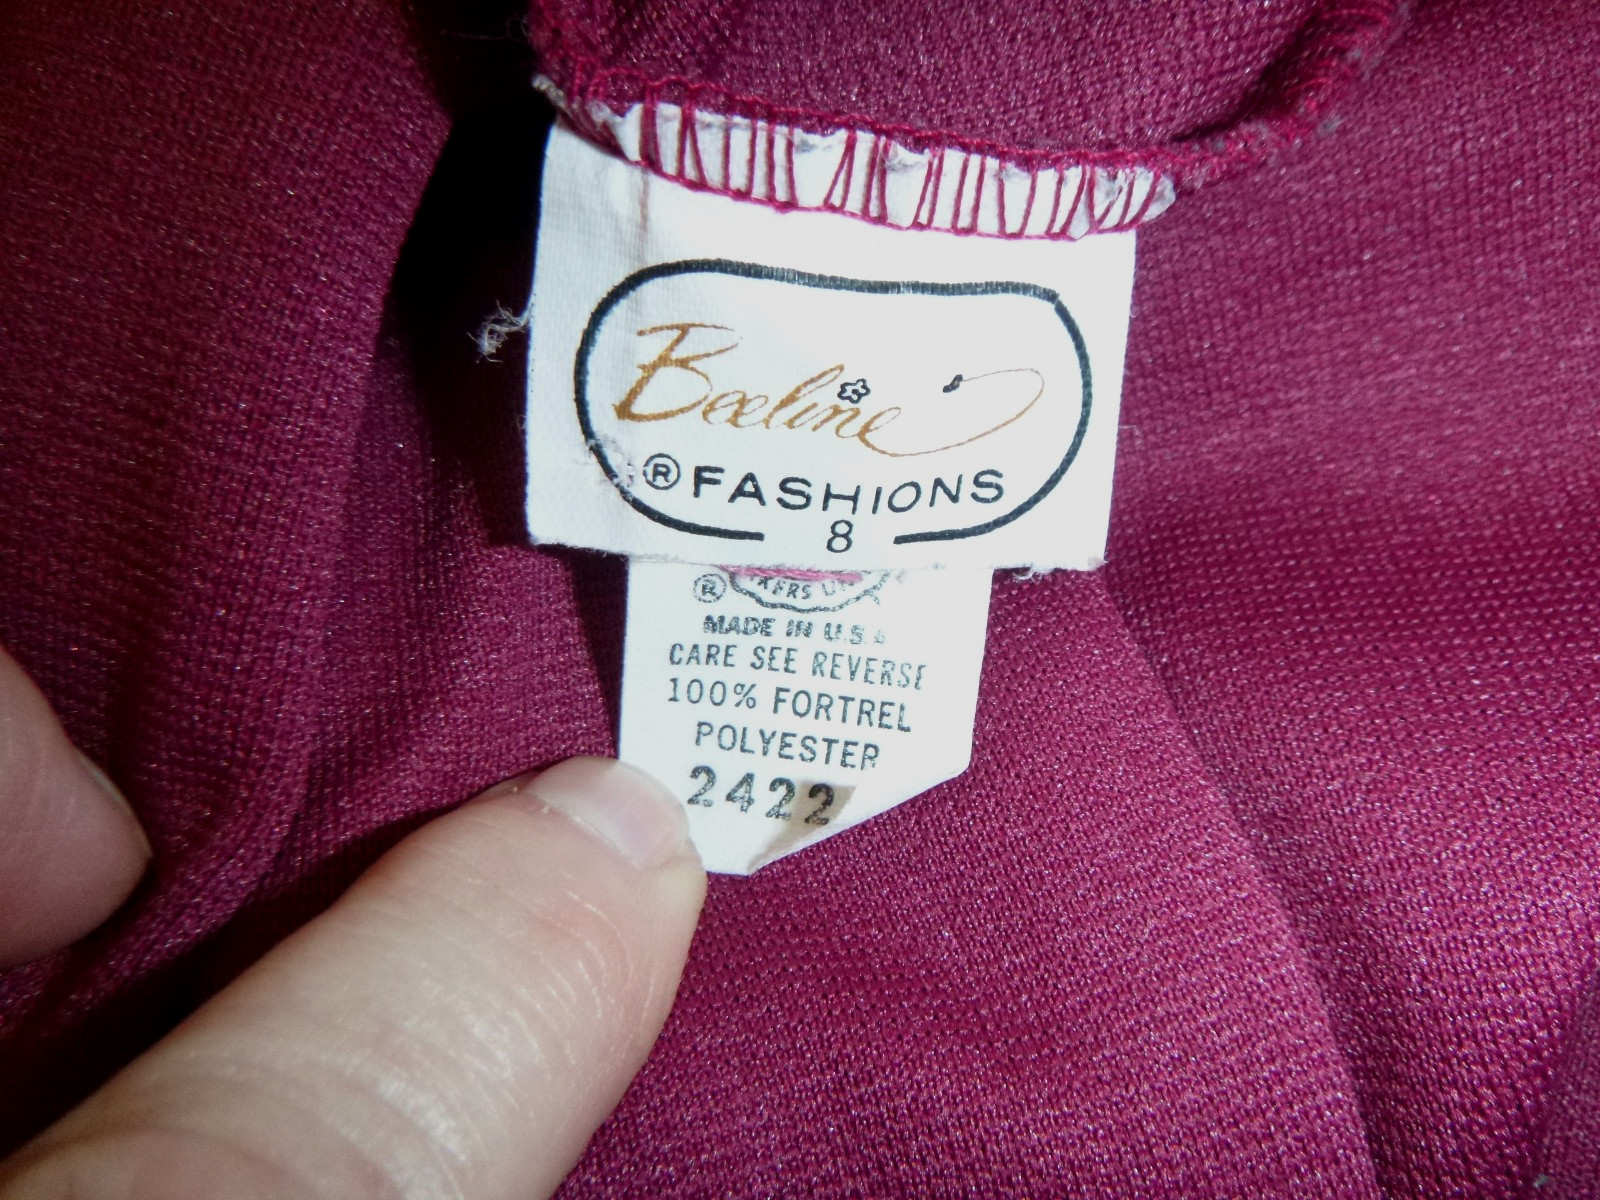 Beeline
® FASHIONS
8
®
MADE IN U.S.A
CARE SEE REVERSE
100% FORTREL
POLYESTER
2422